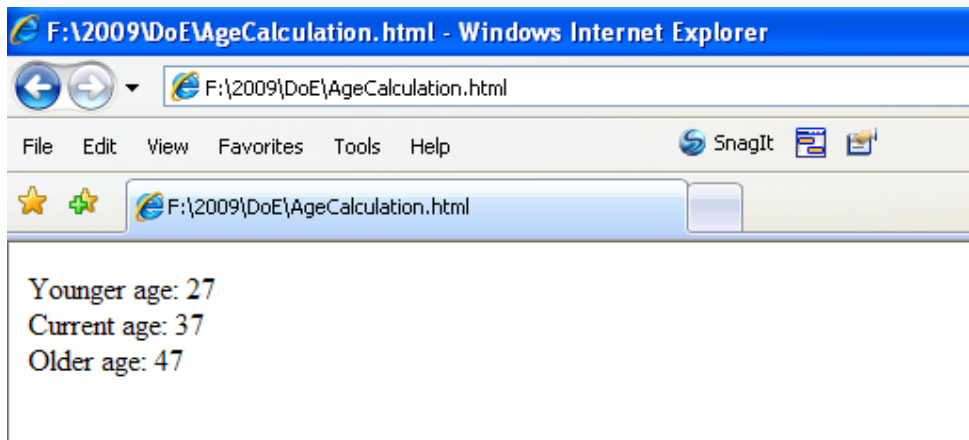 F:\2009\DoE\AgeCalculation.html - Windows Internet Explorer
F:\2009\DoE\AgeCalculation.html
File Edit View Favorites Tools Help SnagIt
F:\2009\DoE\AgeCalculation.html
Younger age: 27
Current age: 37
Older age: 47